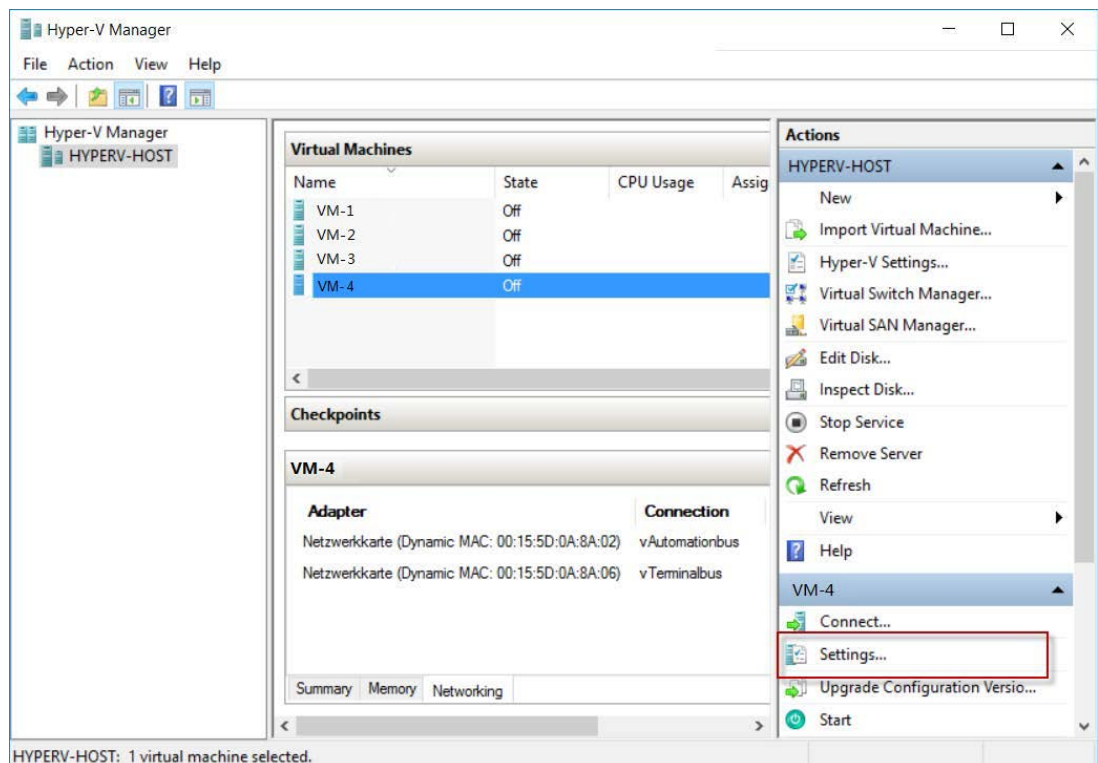 Hyper-V Manager
File Action View Help
Hyper-V Manager
HYPERV-HOST
Virtual Machines
Name State CPU Usage Assig
VM-1 Off
VM-2 Off
VM-3 Off
VM-4 Off
Checkpoints
VM-4
Adapter Connection
Netzwerkkarte (Dynamic MAC: 00:15:5D:0A:8A:02) vAutomationbus
Netzwerkkarte (Dynamic MAC: 00:15:5D:0A:8A:06) vTerminalbus
Summary Memory Networking
Actions
HYPERV-HOST
New
Import Virtual Machine...
Hyper-V Settings...
Virtual Switch Manager...
Virtual SAN Manager...
Edit Disk...
Inspect Disk...
Stop Service
Remove Server
Refresh
View
Help
VM-4
Connect...
Settings...
Upgrade Configuration Versio...
Start
HYPERV-HOST: 1 virtual machine selected.